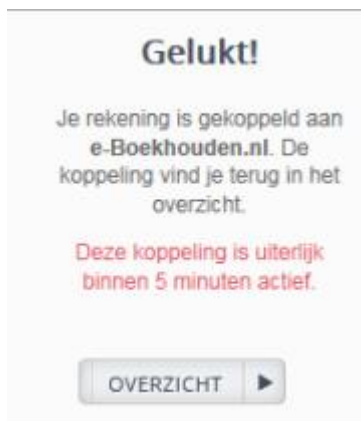 Gelukt!
Je rekening is gekoppeld aan
e-Boekhouden.nl. De
koppeling vind je terug in het
overzicht.
Deze koppeling is uiterlijk
binnen 5 minuten actief.
OVERZICHT